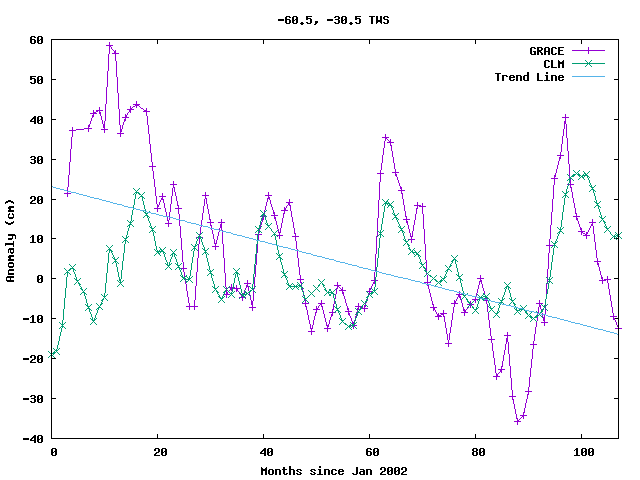 -60.5, -30.5 TWS
GRACE
CLM
Trend Line
60
50
40
30
20
10
0
-10
-20
-30
-40
Anomaly (cm)
0 20 40 60 80 100
Months since Jan 2002